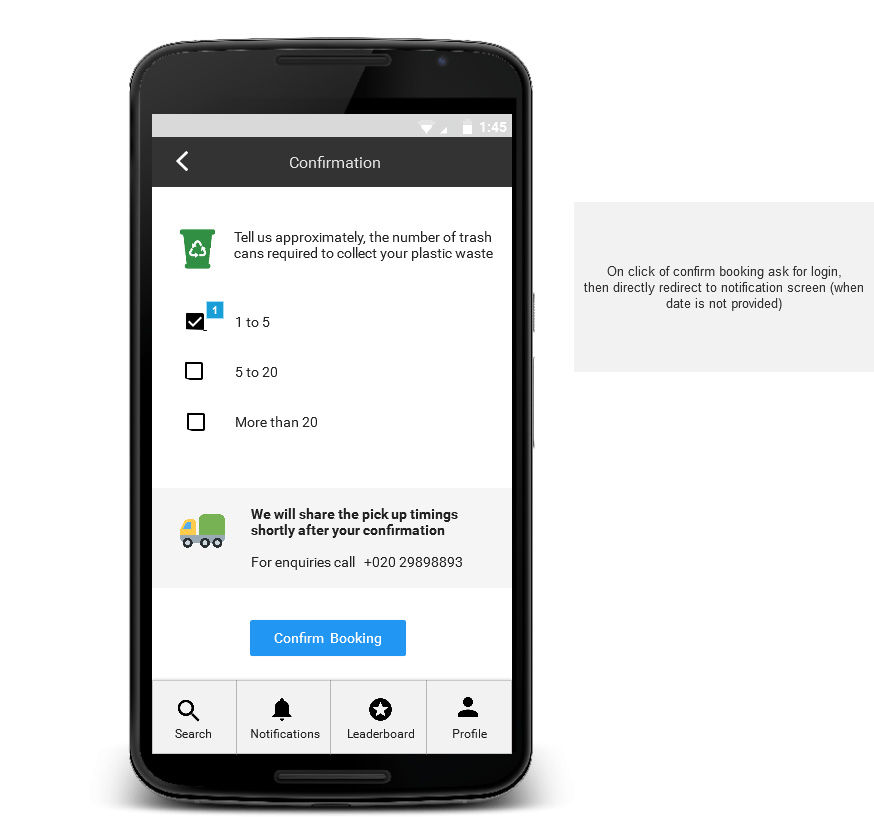 1:45
Confirmation
Tell us approximately, the number of trash
cans required to collect your plastic waste
1
1 to 5
5 to 20
More than 20
We will share the pick up timings
shortly after your confirmation
For enquiries call +020 29898893
Confirm Booking
Search
Notifications
Leaderboard
Profile
On click of confirm booking ask for login,
then directly redirect to notification screen (when
date is not provided)